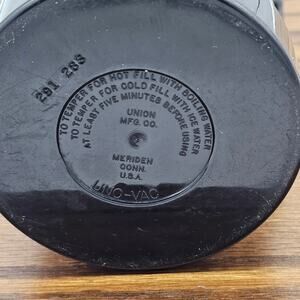 291 28S
TO TEMPER FOR HOT FILL WITH BOILING WATER
TO TEMPER FOR COLD FILL WITH ICE WATER
AT LEAST FIVE MINUTES BEFORE USING
UNION
MFG. CO.
MERIDEN
CONN.
U.S.A.
UNO-VAC